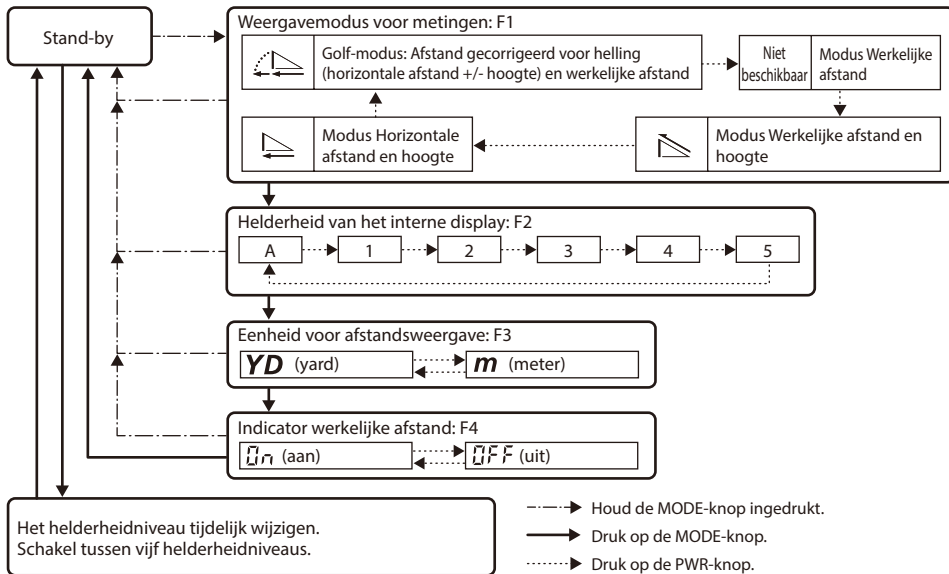 Stand-by
Weergavemodus voor metingen: F1
Golf-modus: Afstand gecorrigeerd voor helling
(horizontale afstand +/- hoogte) en werkelijke afstand
Niet
beschikbaar
Modus Werkelijke
afstand
Modus Horizontale
afstand en hoogte
Modus Werkelijke afstand en
hoogte
Helderheid van het interne display: F2
A 1 2 3 4 5
Eenheid voor afstandsweergave: F3
YD (yard) m (meter)
Indicator werkelijke afstand: F4
On (aan) OFF (uit)
Het helderheidniveau tijdelijk wijzigen.
Schakel tussen vijf helderheidniveaus.
Houd de MODE-knop ingedrukt.
Druk op de MODE-knop.
Druk op de PWR-knop.